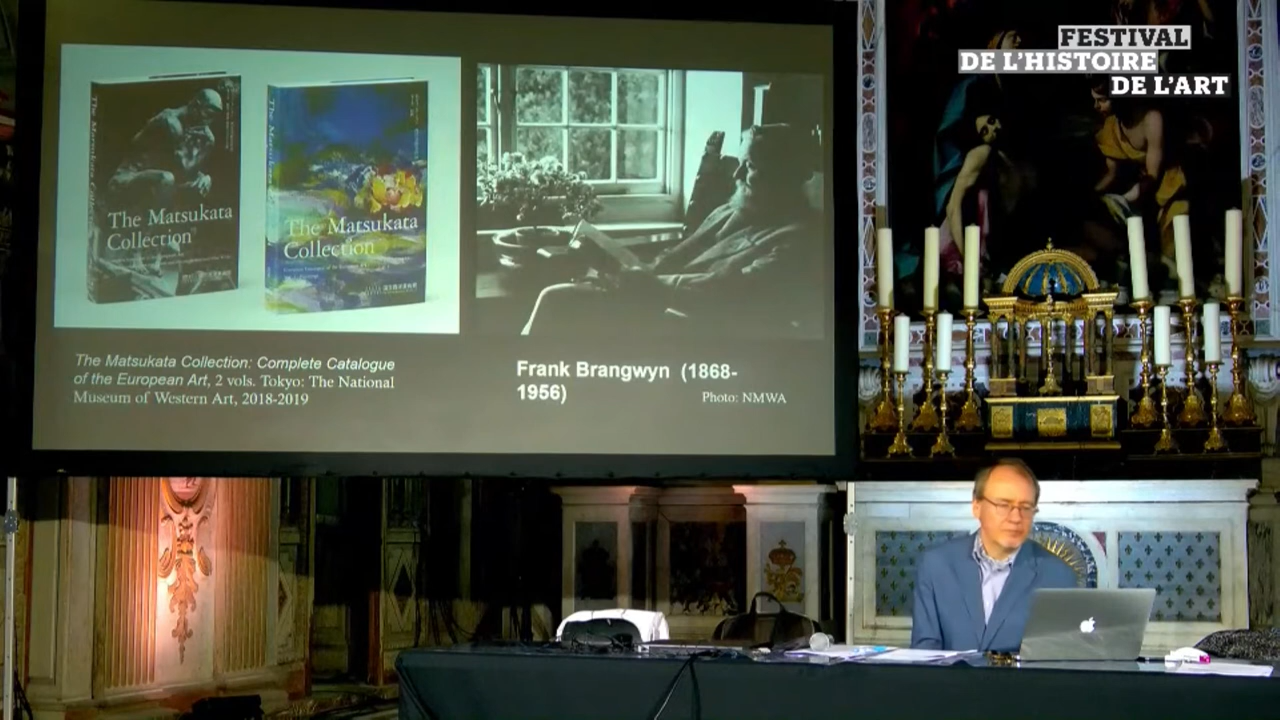 FESTIVAL
DE L'HISTOIRE
DE L'ART
The Matsukata
Collection
The Matsukata
Collection
The Matsukata Collection: Complete Catalogue
of the European Art, 2 vols. Tokyo: The National
Museum of Western Art, 2018-2019
Frank Brangwyn (1868-
1956)
Photo: NMWA